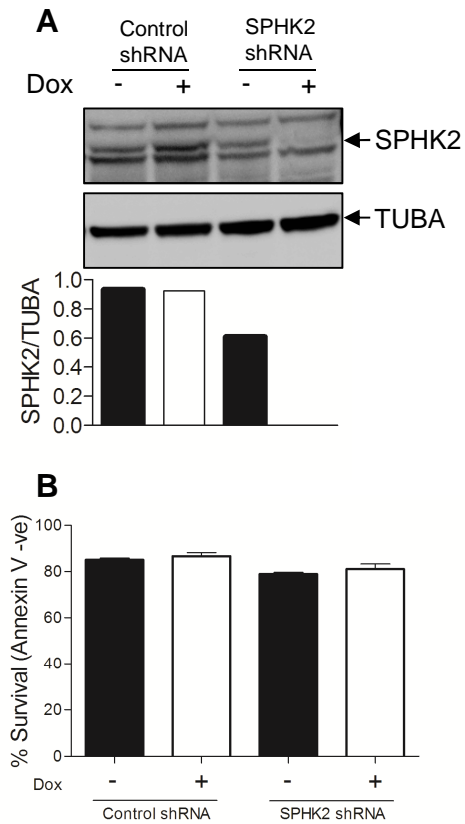 A
Control shRNA
SPHK2 shRNA
Dox - + - +
SPHK2
TUBA
SPHK2/TUBA
1.0
0.8
0.6
0.4
0.2
0.0
B
% Survival (Annexin V -ve)
100
80
60
40
20
0
Dox - + - +
Control shRNA SPHK2 shRNA